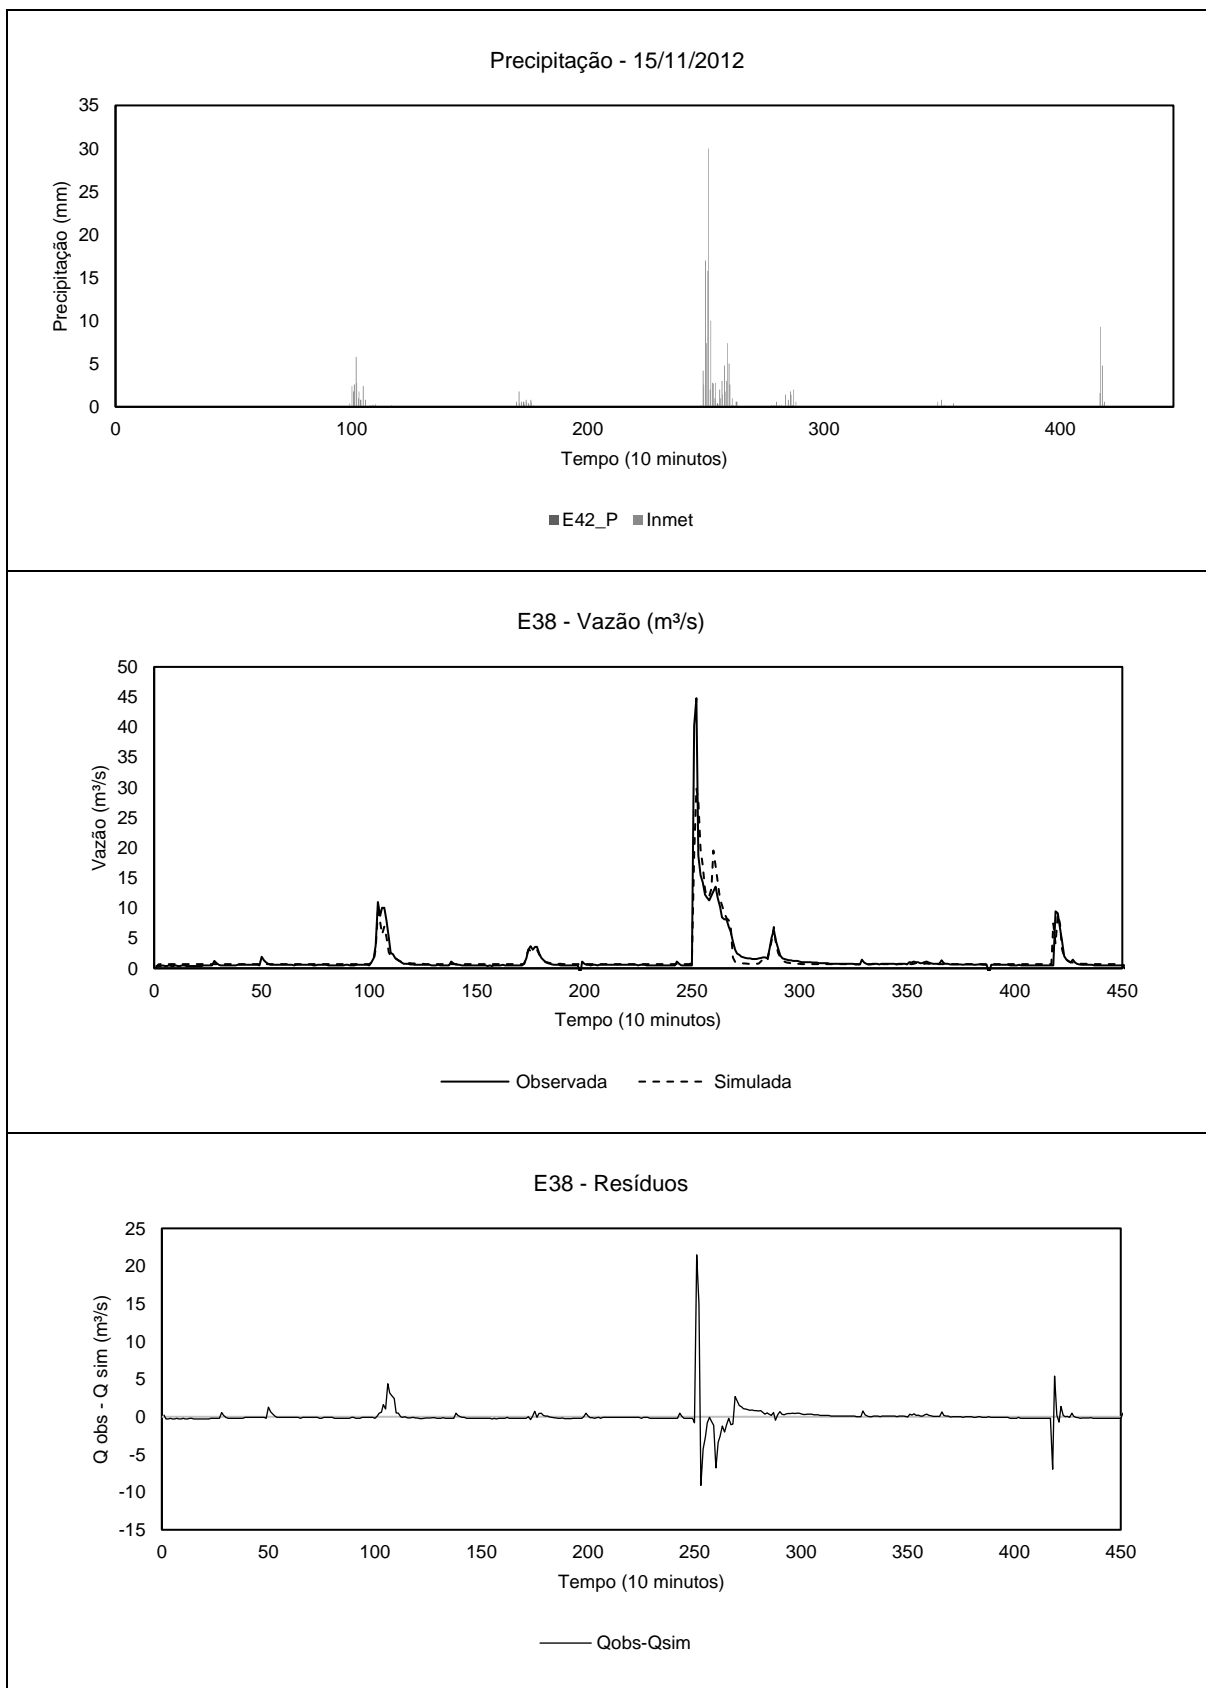 Precipitação - 15/11/2012
35
30
25
20
15
10
5
0
Precipitação (mm)
0 100 200 300 400
Tempo (10 minutos)
E42_P Inmet
E38 - Vazão (m³/s)
50
45
40
35
30
25
20
15
10
5
0
Vazão (m³/s)
0 50 100 150 200 250 300 350 400 450
Tempo (10 minutos)
Observada Simulada
E38 - Resíduos
25
20
15
10
5
0
-5
-10
-15
Q obs - Q sim (m³/s)
0 50 100 150 200 250 300 350 400 450
Tempo (10 minutos)
Qobs-Qsim